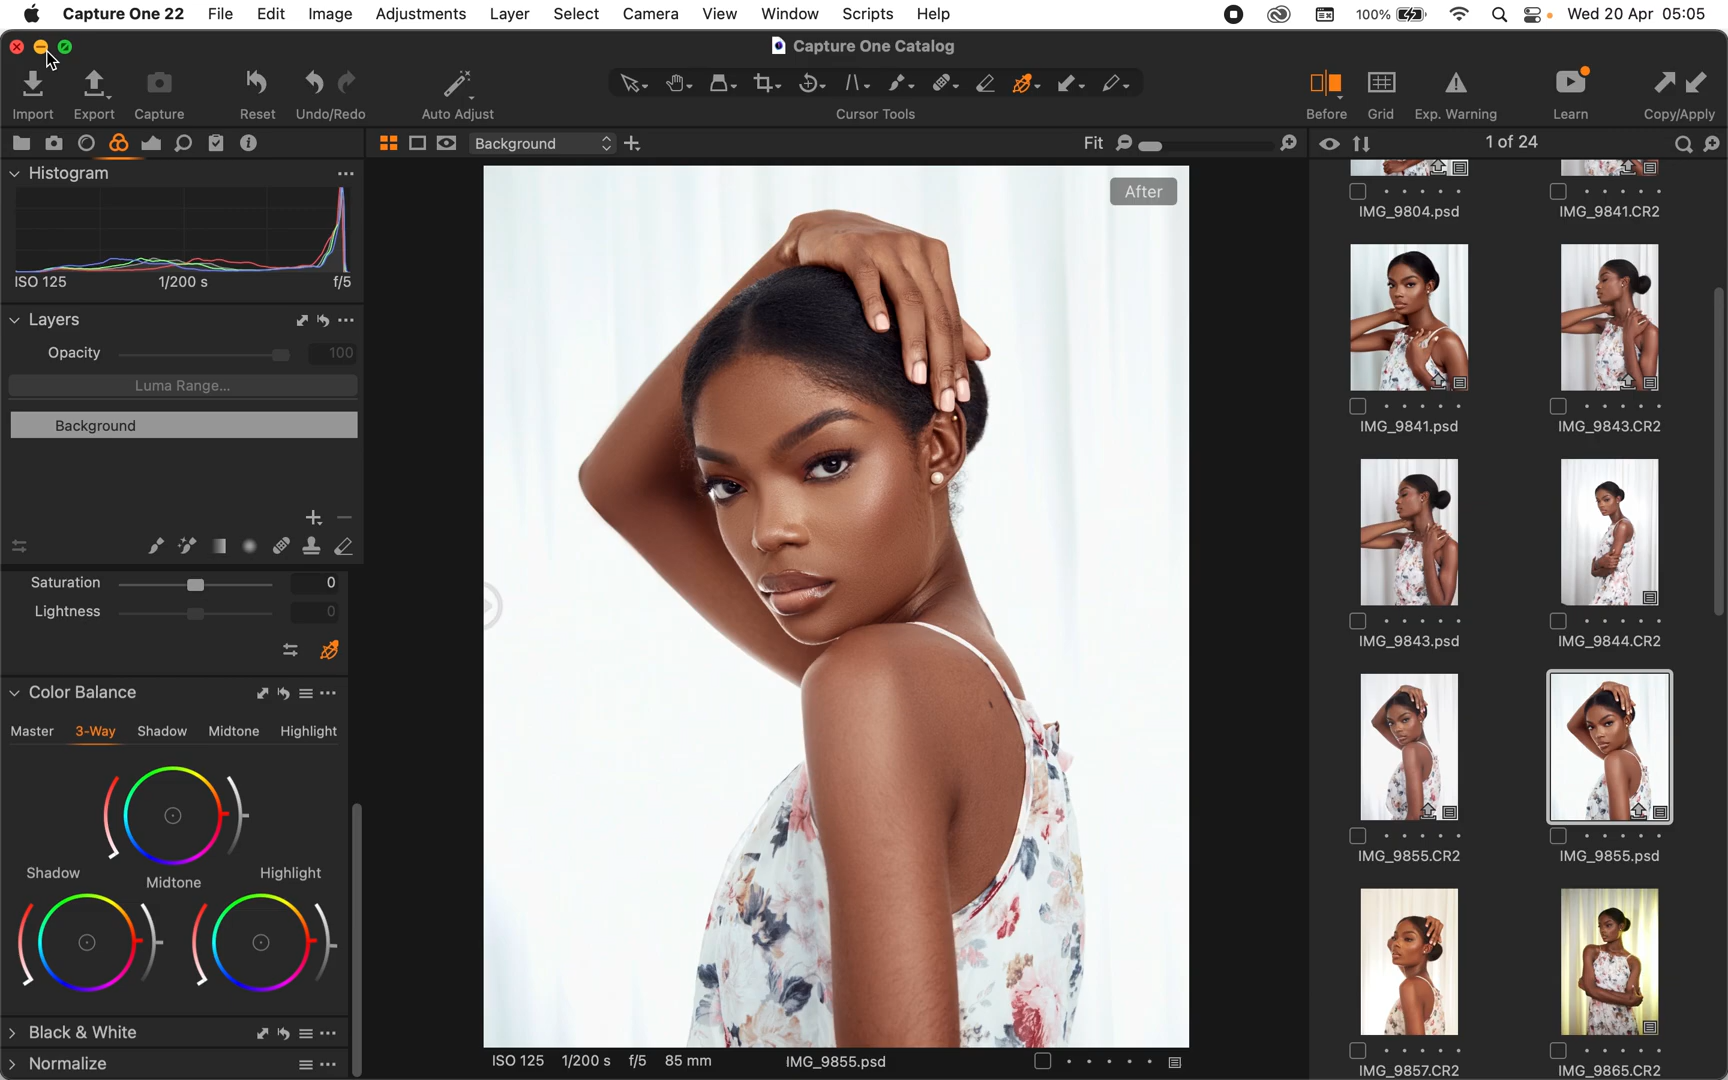 Capture One 22 File Edit Image Adjustments Layer Select Camera View Window Scripts Help 100% Wed 20 Apr 05:05
Capture One Catalog
Import Export Capture Reset Undo/Redo Auto Adjust Cursor Tools Before Grid Exp. Warning Learn Copy/Apply
Background Fit 1 of 24
Histogram
ISO 125 1/200 s f/5
Layers
Opacity 100
Luma Range...
Background
Saturation 0
Lightness 0
Color Balance
Master 3-Way Shadow Midtone Highlight
Shadow Midtone Highlight
Black & White
Normalize
After
ISO 125 1/200 s f/5 85 mm IMG_9855.psd
IMG_9804.psd IMG_9841.CR2
IMG_9841.psd IMG_9843.CR2
IMG_9843.psd IMG_9844.CR2
IMG_9855.CR2 IMG_9855.psd
IMG_9857.CR2 IMG_9865.CR2